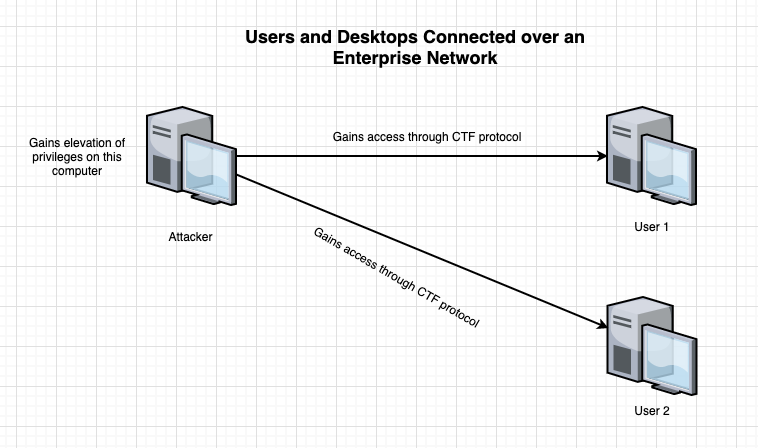 Users and Desktops Connected over an
Enterprise Network
Gains elevation of
privileges on this
computer
Gains access through CTF protocol
Attacker
User 1
Gains access through CTF protocol
User 2